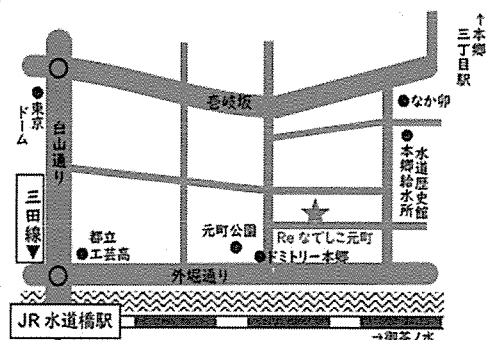 ↑本郷三丁目駅
壱岐坂
なか卯
東京ドーム
白山通り
水道歴史館
本郷給水所
三田線▼
都立工芸高
元町公園
Reなでしこ元町
ドミトリー本郷
外堀通り
JR水道橋駅
→御茶ノ水